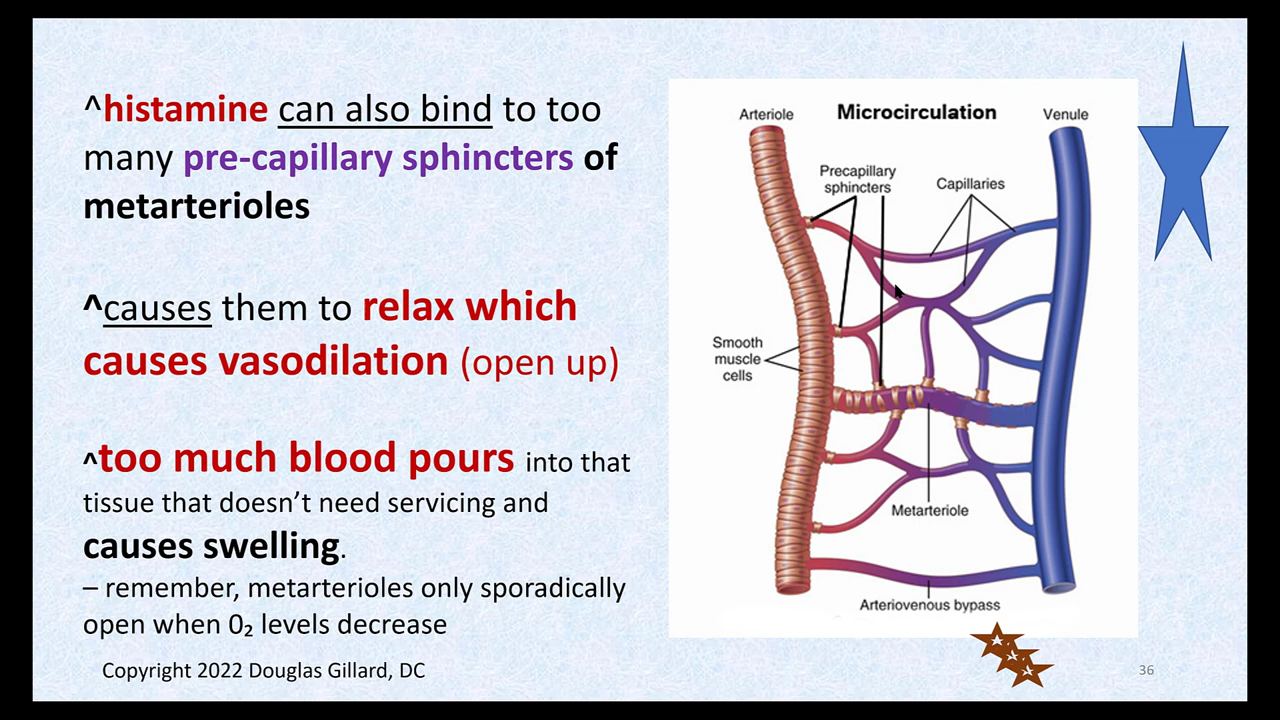 ^histamine can also bind to too
many pre-capillary sphincters of
metarterioles
^causes them to relax which
causes vasodilation (open up)
^too much blood pours into that
tissue that doesn’t need servicing and
causes swelling.
– remember, metarterioles only sporadically
open when 0₂ levels decrease
Copyright 2022 Douglas Gillard, DC
Microcirculation
Arteriole
Venule
Precapillary
sphincters
Capillaries
Smooth
muscle
cells
Metarteriole
Arteriovenous bypass
36